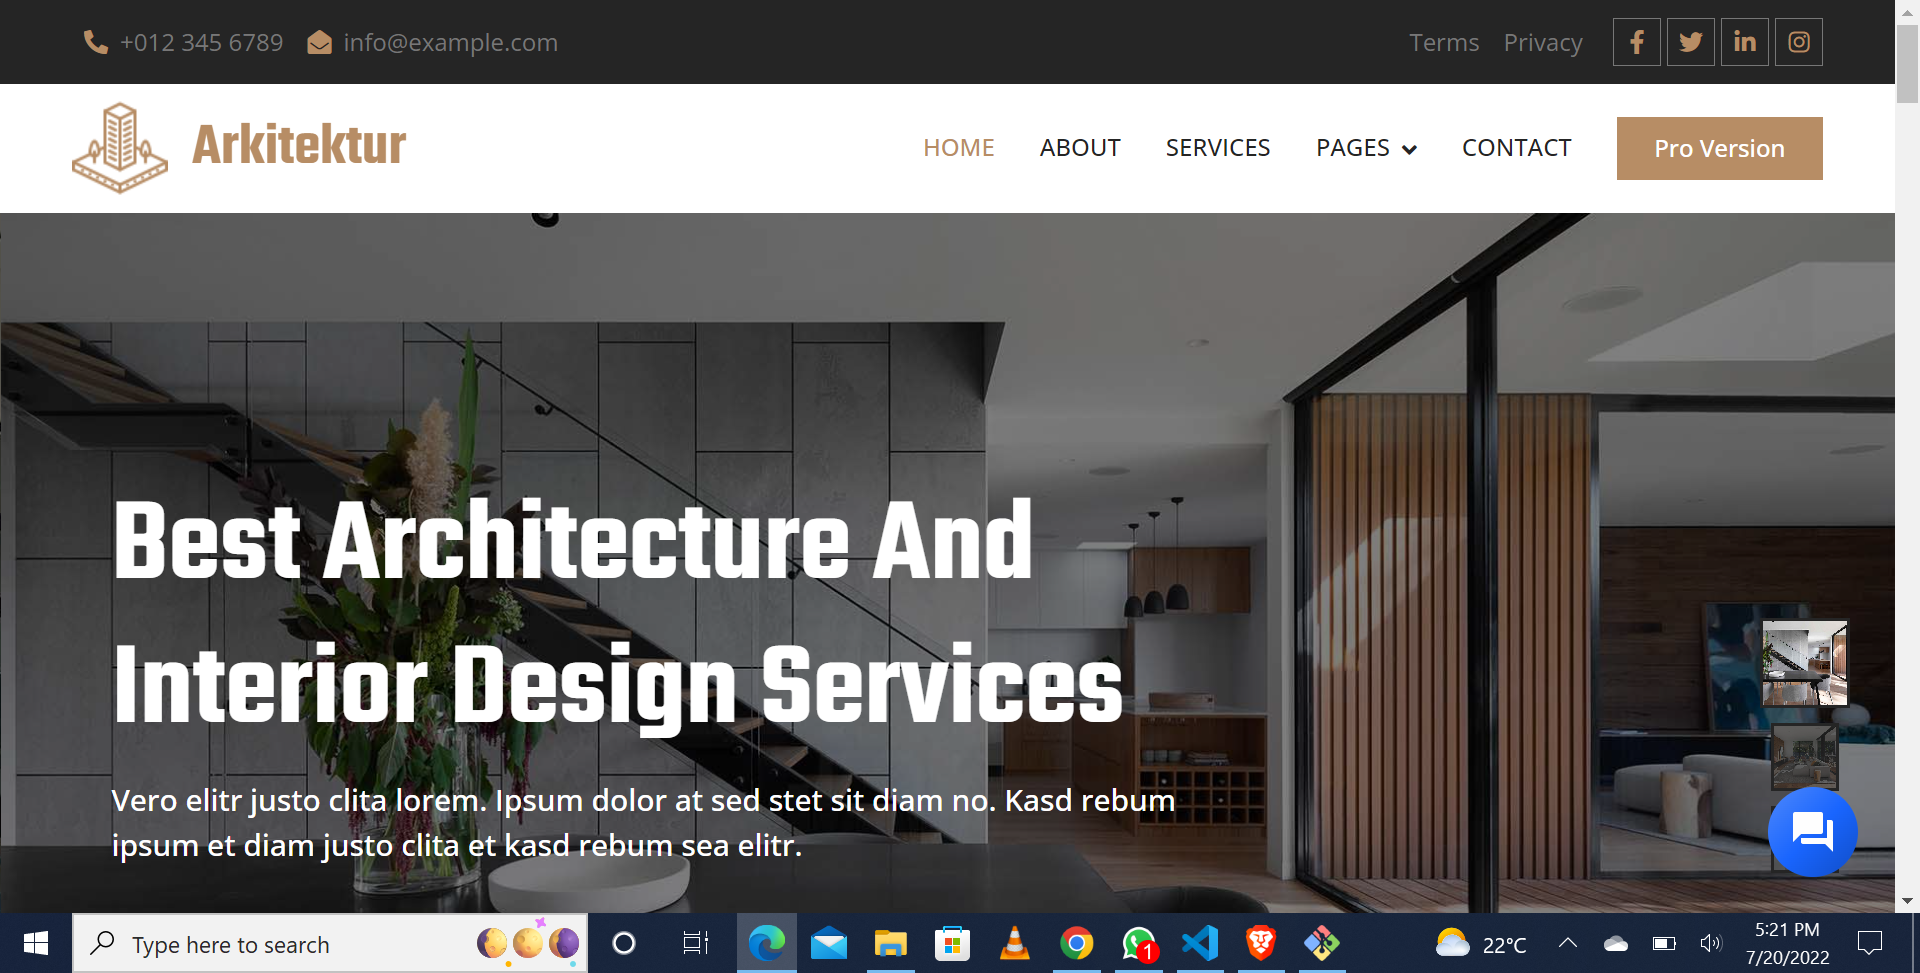 +012 345 6789 info@example.com Terms Privacy
Arkitektur HOME ABOUT SERVICES PAGES CONTACT Pro Version
Best Architecture And
Interior Design Services
Vero elitr justo clita lorem. Ipsum dolor at sed stet sit diam no. Kasd rebum
ipsum et diam justo clita et kasd rebum sea elitr.
Type here to search 1 22°C 5:21 PM
7/20/2022